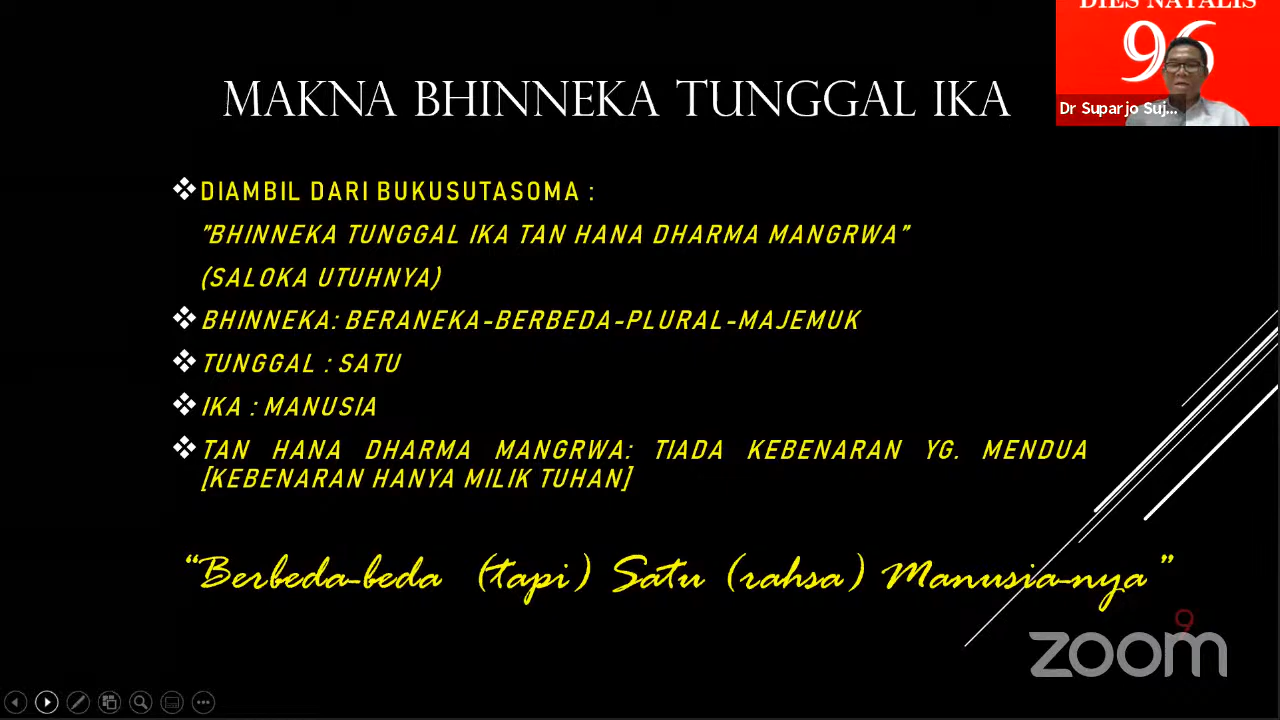 DIES NATALIS
96
Dr Suparjo Suj...
MAKNA BHINNEKA TUNGGAL IKA
❖DIAMBIL DARI BUKUSUTASOMA :
"BHINNEKA TUNGGAL IKA TAN HANA DHARMA MANGRWA"
(SALOKA UTUHNYA)
❖BHINNEKA: BERANEKA-BERBEDA-PLURAL-MAJEMUK
❖TUNGGAL : SATU
❖IKA : MANUSIA
❖TAN HANA DHARMA MANGRWA: TIADA KEBENARAN YG. MENDUA
[KEBENARAN HANYA MILIK TUHAN]
"Berbeda-beda (tapi) Satu (rahsa) Manusia-nya"
9
zoom